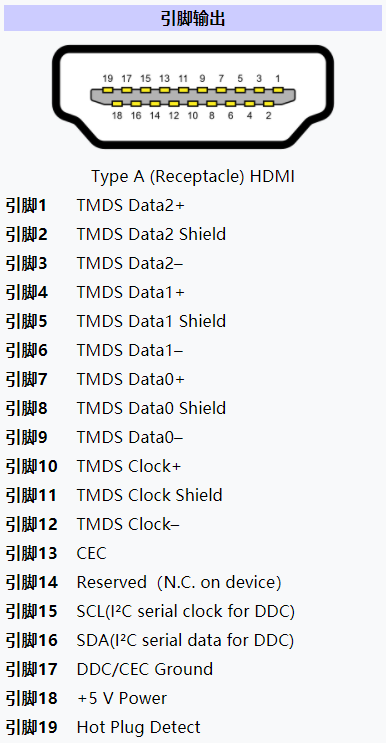 引脚输出
19 17 15 13 11 9 7 5 3 1
18 16 14 12 10 8 6 4 2
Type A (Receptacle) HDMI
引脚1 TMDS Data2+
引脚2 TMDS Data2 Shield
引脚3 TMDS Data2–
引脚4 TMDS Data1+
引脚5 TMDS Data1 Shield
引脚6 TMDS Data1–
引脚7 TMDS Data0+
引脚8 TMDS Data0 Shield
引脚9 TMDS Data0–
引脚10 TMDS Clock+
引脚11 TMDS Clock Shield
引脚12 TMDS Clock–
引脚13 CEC
引脚14 Reserved（N.C. on device）
引脚15 SCL(I²C serial clock for DDC)
引脚16 SDA(I²C serial data for DDC)
引脚17 DDC/CEC Ground
引脚18 +5 V Power
引脚19 Hot Plug Detect